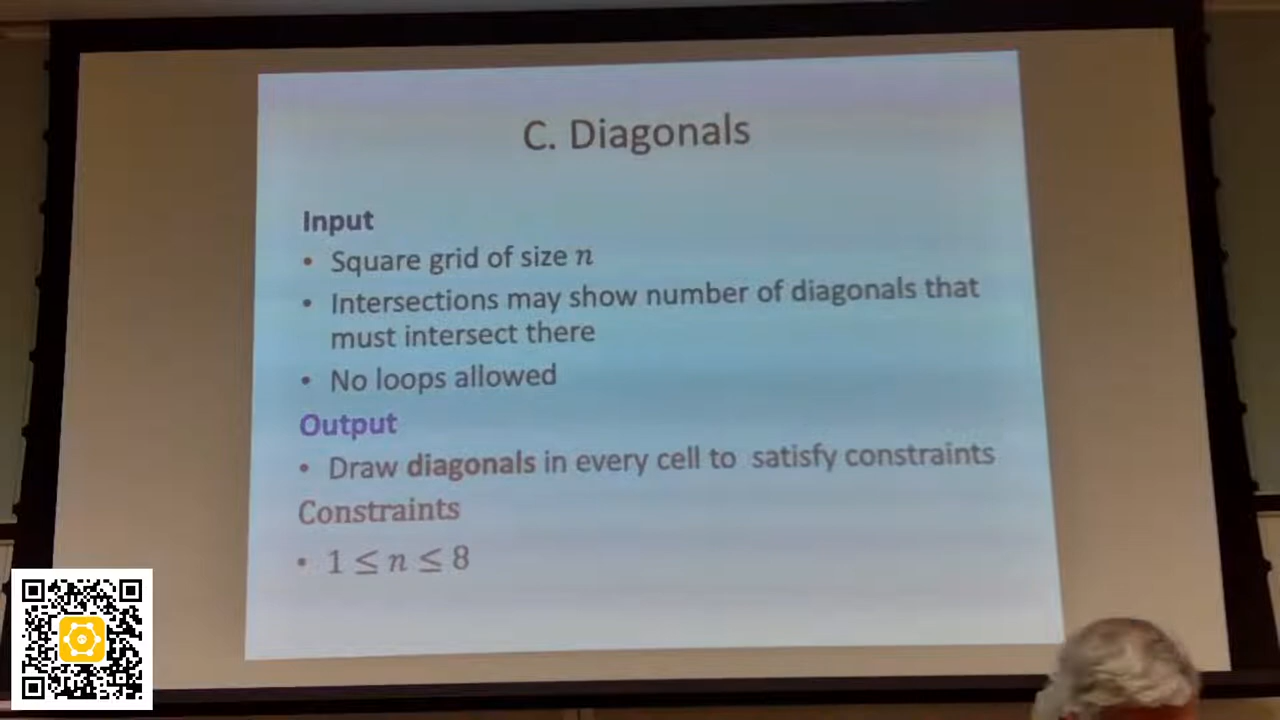 C. Diagonals
Input
• Square grid of size n
• Intersections may show number of diagonals that
must intersect there
• No loops allowed
Output
• Draw diagonals in every cell to satisfy constraints
Constraints
• 1 ≤ n ≤ 8